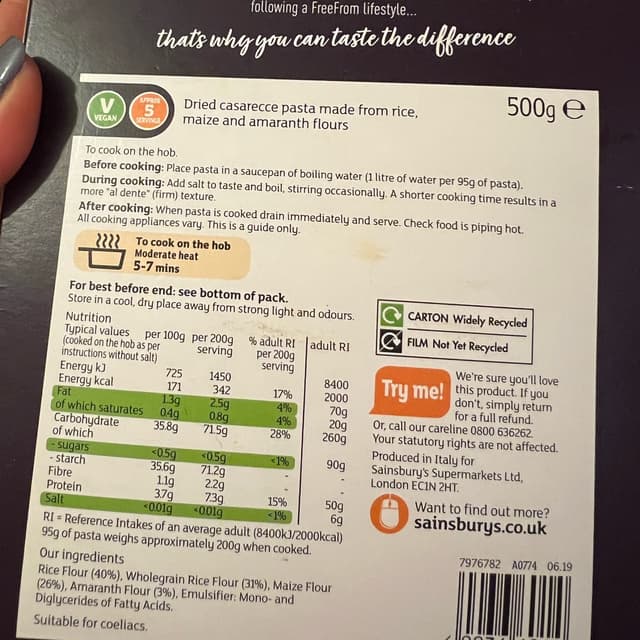 following a FreeFrom lifestyle...
that's why you can taste the difference
V
VEGAN
APPROX
5
SERVINGS
Dried casarecce pasta made from rice,
maize and amaranth flours
500g ℮
To cook on the hob.
Before cooking: Place pasta in a saucepan of boiling water (1 litre of water per 95g of pasta).
During cooking: Add salt to taste and boil, stirring occasionally. A shorter cooking time results in a
more "al dente" (firm) texture.
After cooking: When pasta is cooked drain immediately and serve. Check food is piping hot.
All cooking appliances vary. This is a guide only.
To cook on the hob
Moderate heat
5-7 mins
For best before end: see bottom of pack.
Store in a cool, dry place away from strong light and odours.
Nutrition
Typical values per 100g per 200g % adult RI adult RI
(cooked on the hob as per serving per 200g
instructions without salt) serving
Energy kJ 725 1450 8400
Energy kcal 171 342 17% 2000
Fat 1.3g 2.5g 4% 70g
of which saturates 0.4g 0.8g 4% 20g
Carbohydrate 35.8g 71.5g 28% 260g
of which
- sugars <0.5g <0.5g <1% 90g
- starch 35.6g 71.2g - -
Fibre 1.1g 2.2g - -
Protein 3.7g 7.3g 15% 50g
Salt <0.01g <0.01g <1% 6g
RI = Reference Intakes of an average adult (8400kJ/2000kcal)
95g of pasta weighs approximately 200g when cooked.
Our ingredients
Rice Flour (40%), Wholegrain Rice Flour (31%), Maize Flour
(26%), Amaranth Flour (3%), Emulsifier: Mono- and
Diglycerides of Fatty Acids.
Suitable for coeliacs.
CARTON Widely Recycled
FILM Not Yet Recycled
Try me!
We're sure you'll love
this product. If you
don't, simply return
for a full refund.
Or, call our careline 0800 636262.
Your statutory rights are not affected.
Produced in Italy for
Sainsbury's Supermarkets Ltd,
London EC1N 2HT.
Want to find out more?
sainsburys.co.uk
7976782 A0774 06.19